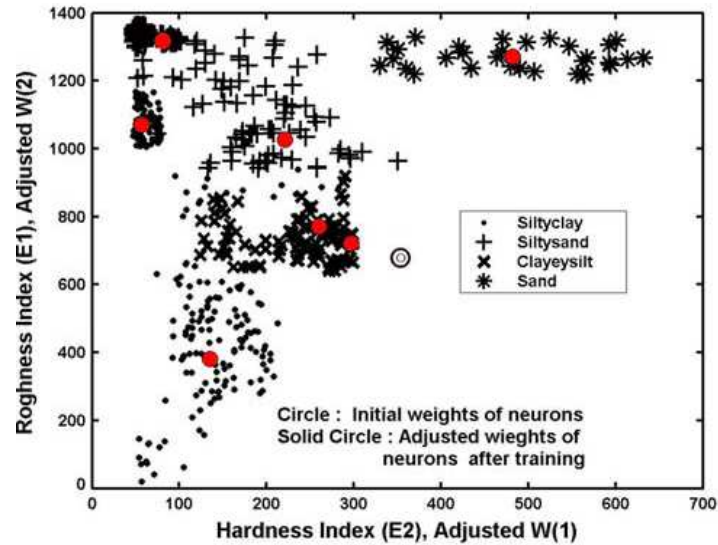 1400
1200
1000
800
600
400
200
0
Roghness Index (E1), Adjusted W(2)
Siltyclay
Siltysand
Clayeysilt
Sand
Circle : Initial weights of neurons
Solid Circle : Adjusted wieghts of
neurons after training
0 100 200 300 400 500 600 700
Hardness Index (E2), Adjusted W(1)